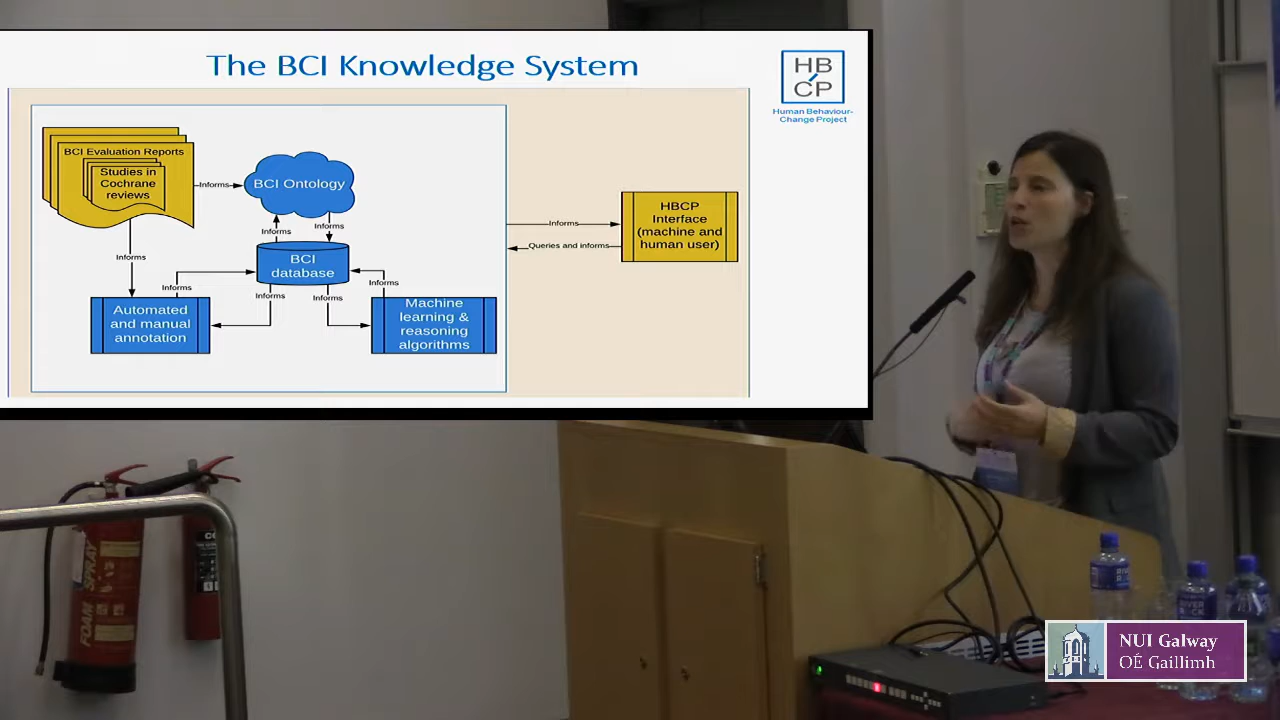 The BCI Knowledge System
HB
CP
Human Behaviour-
Change Project
BCI Evaluation Reports
Studies in
Cochrane
reviews
Informs
BCI Ontology
Informs
Informs
BCI
database
Informs
Informs
Informs
Informs
Informs
Automated
and manual
annotation
Machine
learning &
reasoning
algorithms
Informs
Queries and informs
HBCP
Interface
(machine and
human user)
FOAM SPRAY
RIVER
ROCK
NUI Galway
OÉ Gaillimh